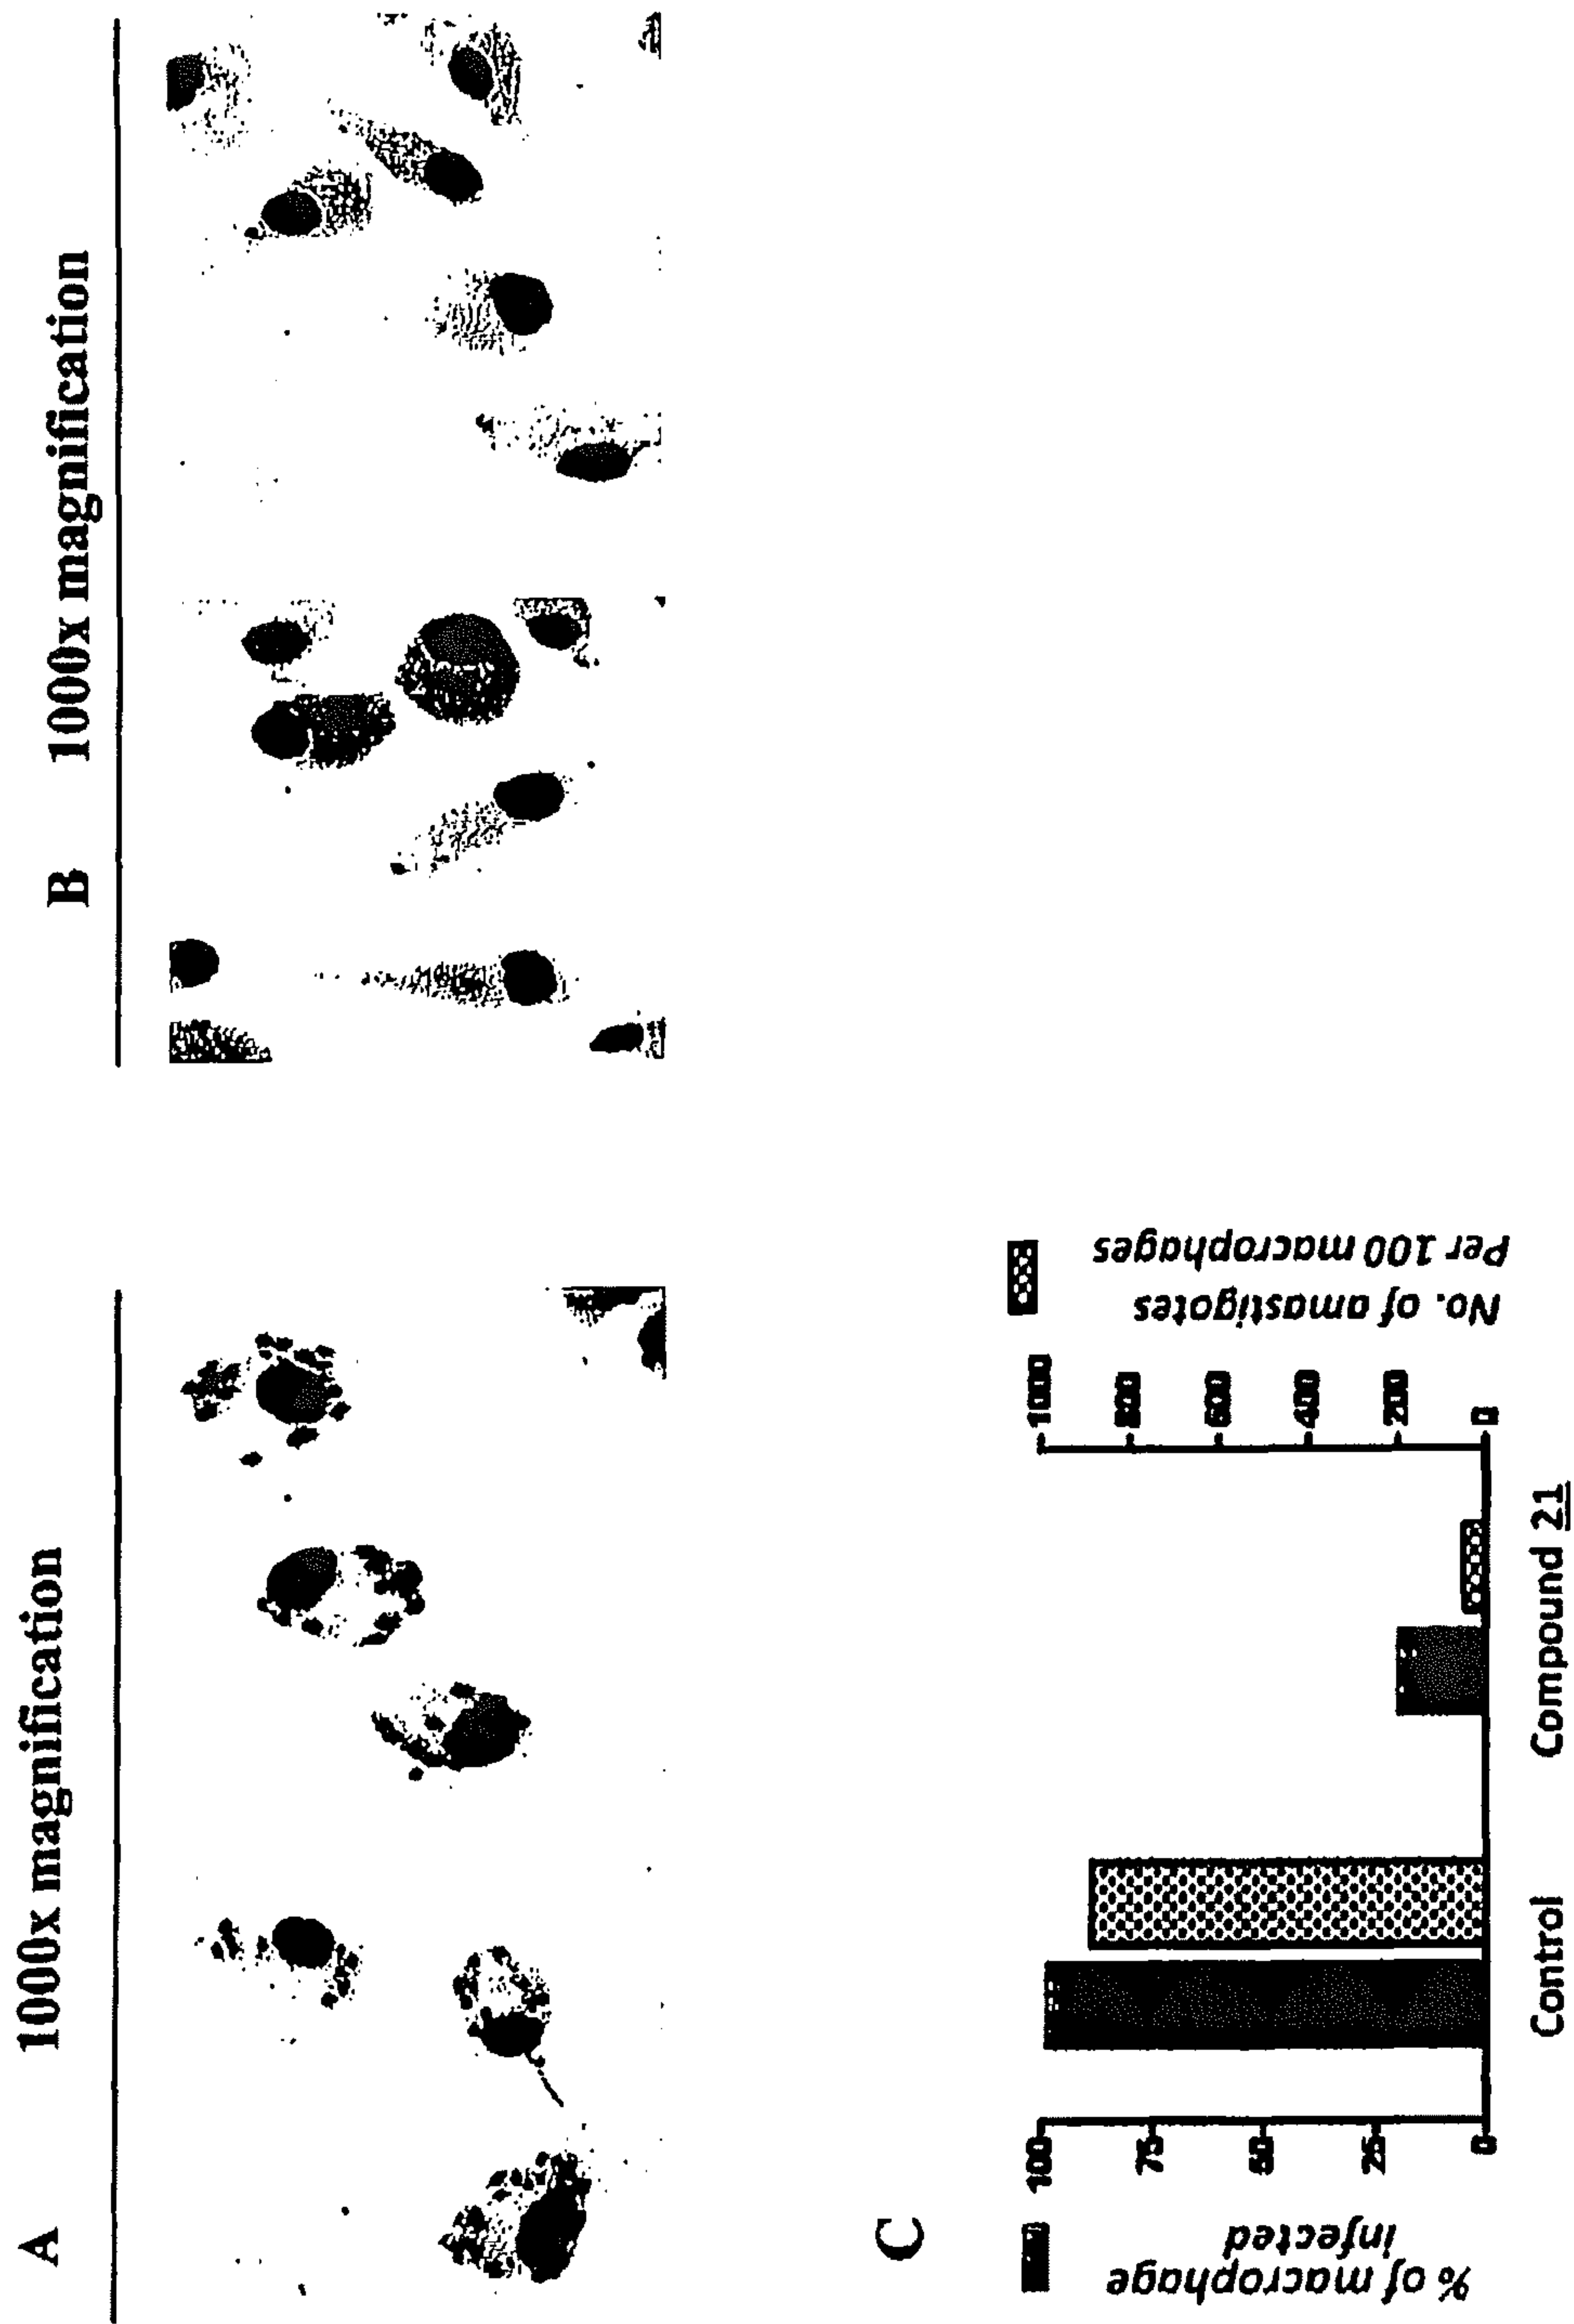 A 1000x magnification
B 1000x magnification
C
% of macrophage
infected
100
75
50
25
0
No. of amastigotes
Per 100 macrophages
1000
800
600
400
200
0
Control
Compound 21